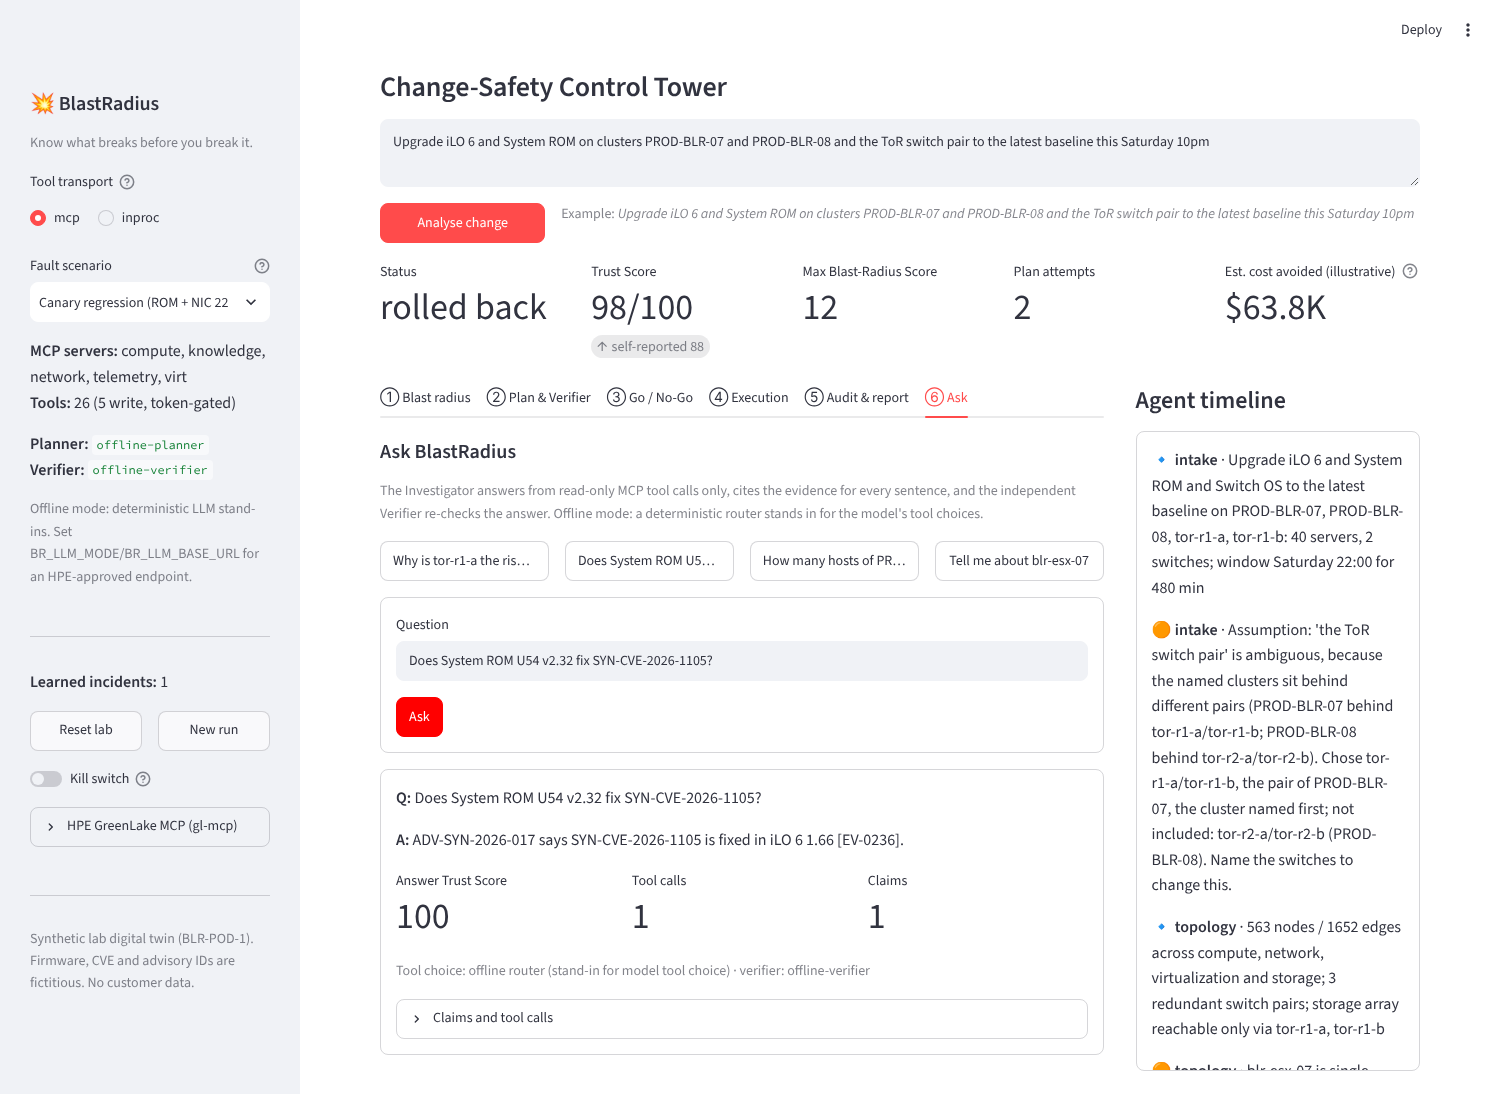 Deploy
💥 BlastRadius
Know what breaks before you break it.
Tool transport
mcp
inproc
Fault scenario
Canary regression (ROM + NIC 22
MCP servers: compute, knowledge,
network, telemetry, virt
Tools: 26 (5 write, token-gated)
Planner: offline-planner
Verifier: offline-verifier
Offline mode: deterministic LLM stand-
ins. Set
BR_LLM_MODE/BR_LLM_BASE_URL for
an HPE-approved endpoint.
Learned incidents: 1
Reset lab
New run
Kill switch
HPE GreenLake MCP (gl-mcp)
Synthetic lab digital twin (BLR-POD-1).
Firmware, CVE and advisory IDs are
fictitious. No customer data.
Change-Safety Control Tower
Upgrade iLO 6 and System ROM on clusters PROD-BLR-07 and PROD-BLR-08 and the ToR switch pair to the latest baseline this Saturday 10pm
Analyse change
Example: Upgrade iLO 6 and System ROM on clusters PROD-BLR-07 and PROD-BLR-08 and the ToR switch pair to the latest baseline this Saturday 10pm
Status
rolled back
Trust Score
98/100
↑ self-reported 88
Max Blast-Radius Score
12
Plan attempts
2
Est. cost avoided (illustrative)
$63.8K
① Blast radius
② Plan & Verifier
③ Go / No-Go
④ Execution
⑤ Audit & report
⑥ Ask
Ask BlastRadius
The Investigator answers from read-only MCP tool calls only, cites the evidence for every sentence, and the independent
Verifier re-checks the answer. Offline mode: a deterministic router stands in for the model's tool choices.
Why is tor-r1-a the ris…
Does System ROM U5…
How many hosts of PR…
Tell me about blr-esx-07
Question
Does System ROM U54 v2.32 fix SYN-CVE-2026-1105?
Ask
Q: Does System ROM U54 v2.32 fix SYN-CVE-2026-1105?
A: ADV-SYN-2026-017 says SYN-CVE-2026-1105 is fixed in iLO 6 1.66 [EV-0236].
Answer Trust Score
100
Tool calls
1
Claims
1
Tool choice: offline router (stand-in for model tool choice) · verifier: offline-verifier
Claims and tool calls
Agent timeline
🔹 intake · Upgrade iLO 6 and System
ROM and Switch OS to the latest
baseline on PROD-BLR-07, PROD-BLR-
08, tor-r1-a, tor-r1-b: 40 servers, 2
switches; window Saturday 22:00 for
480 min
🟠 intake · Assumption: 'the ToR
switch pair' is ambiguous, because
the named clusters sit behind
different pairs (PROD-BLR-07 behind
tor-r1-a/tor-r1-b; PROD-BLR-08
behind tor-r2-a/tor-r2-b). Chose tor-
r1-a/tor-r1-b, the pair of PROD-BLR-
07, the cluster named first; not
included: tor-r2-a/tor-r2-b (PROD-
BLR-08). Name the switches to
change this.
🔹 topology · 563 nodes / 1652 edges
across compute, network,
virtualization and storage; 3
redundant switch pairs; storage array
reachable only via tor-r1-a, tor-r1-b
🟠 topology · blr-esx-07 is single